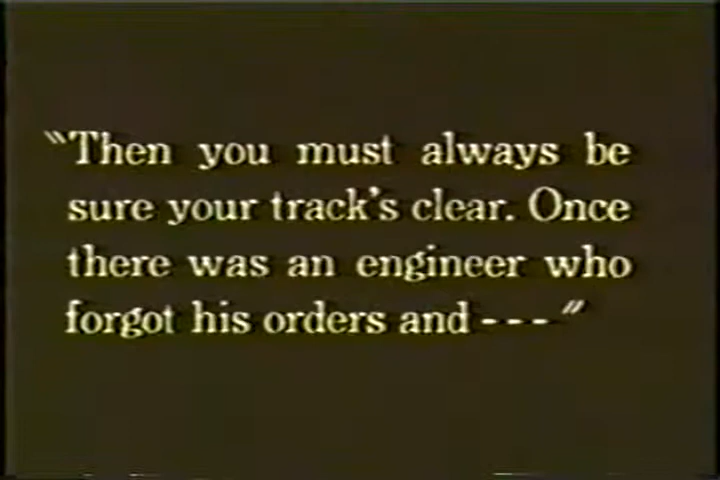 "Then you must always be
sure your track's clear. Once
there was an engineer who
forgot his orders and - - - "